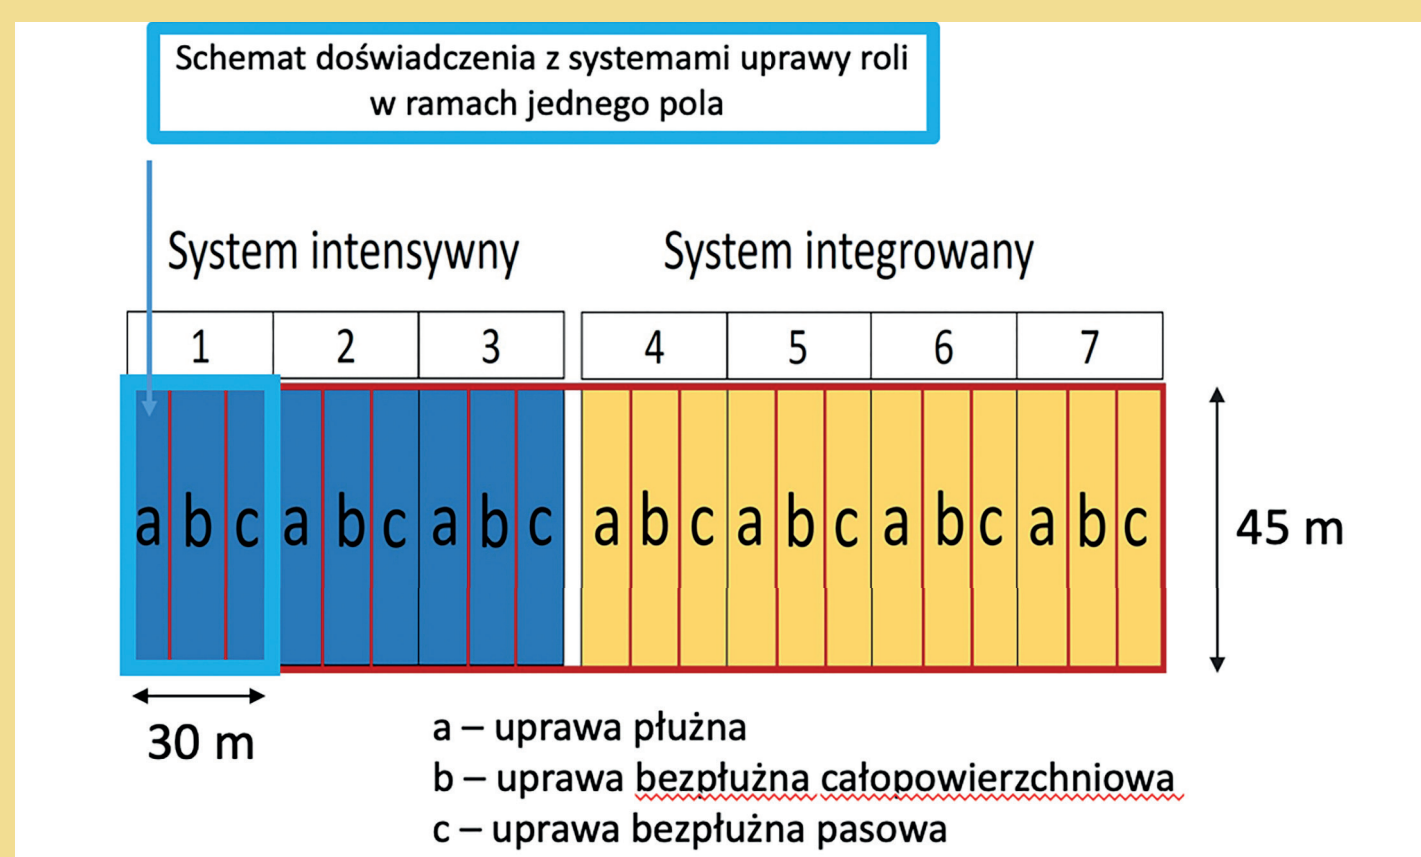 Schemat doświadczenia z systemami uprawy roli
w ramach jednego pola
System intensywny System integrowany
1 2 3 4 5 6 7
a b c a b c a b c a b c a b c a b c a b c
45 m
30 m
a – uprawa płużna
b – uprawa bezpłużna całopowierzchniowa
c – uprawa bezpłużna pasowa